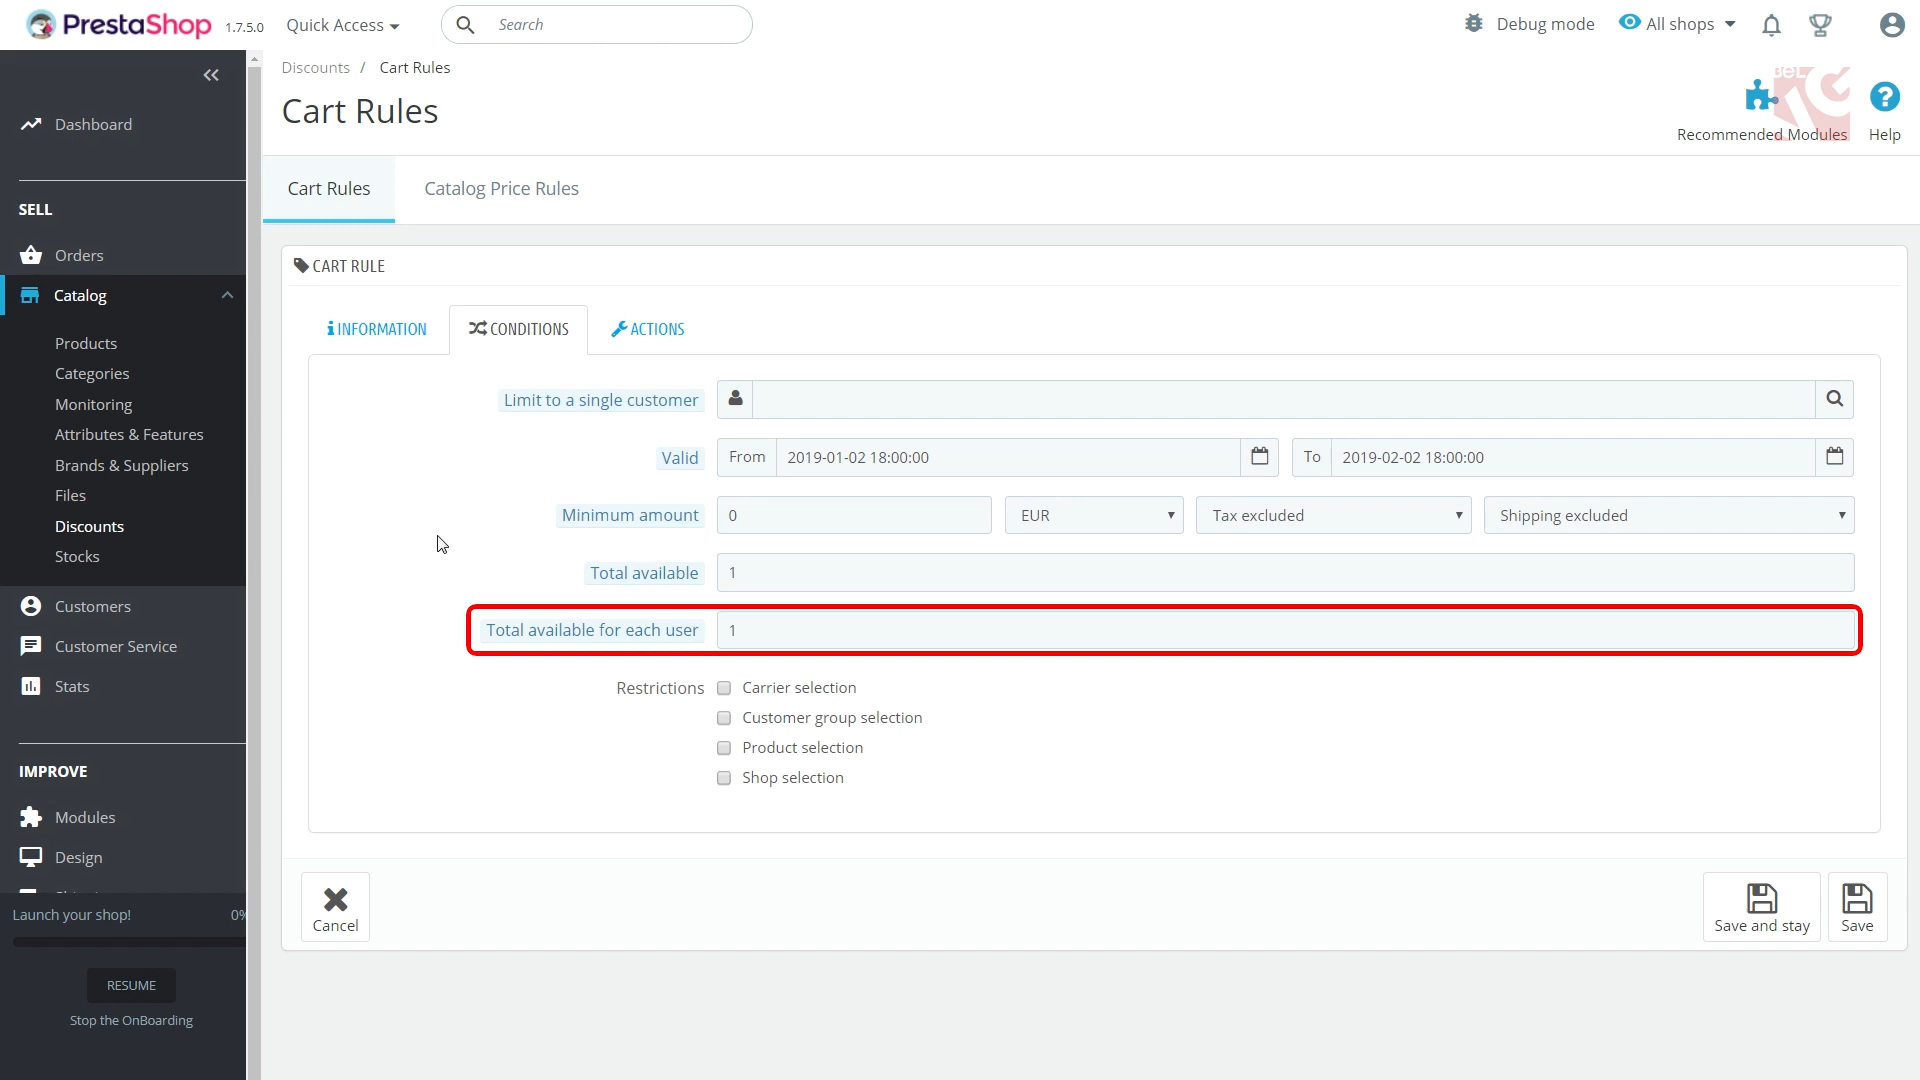 PrestaShop 1.7.5.0 Quick Access Search Debug mode All shops
Discounts / Cart Rules
Cart Rules
Recommended Modules Help
Cart Rules Catalog Price Rules
Dashboard
SELL
Orders
Catalog
Products
Categories
Monitoring
Attributes & Features
Brands & Suppliers
Files
Discounts
Stocks
Customers
Customer Service
Stats
IMPROVE
Modules
Design
Launch your shop! 0%
RESUME
Stop the OnBoarding
CART RULE
INFORMATION CONDITIONS ACTIONS
Limit to a single customer
Valid From 2019-01-02 18:00:00 To 2019-02-02 18:00:00
Minimum amount 0 EUR Tax excluded Shipping excluded
Total available 1
Total available for each user 1
Restrictions Carrier selection
Customer group selection
Product selection
Shop selection
Cancel Save and stay Save